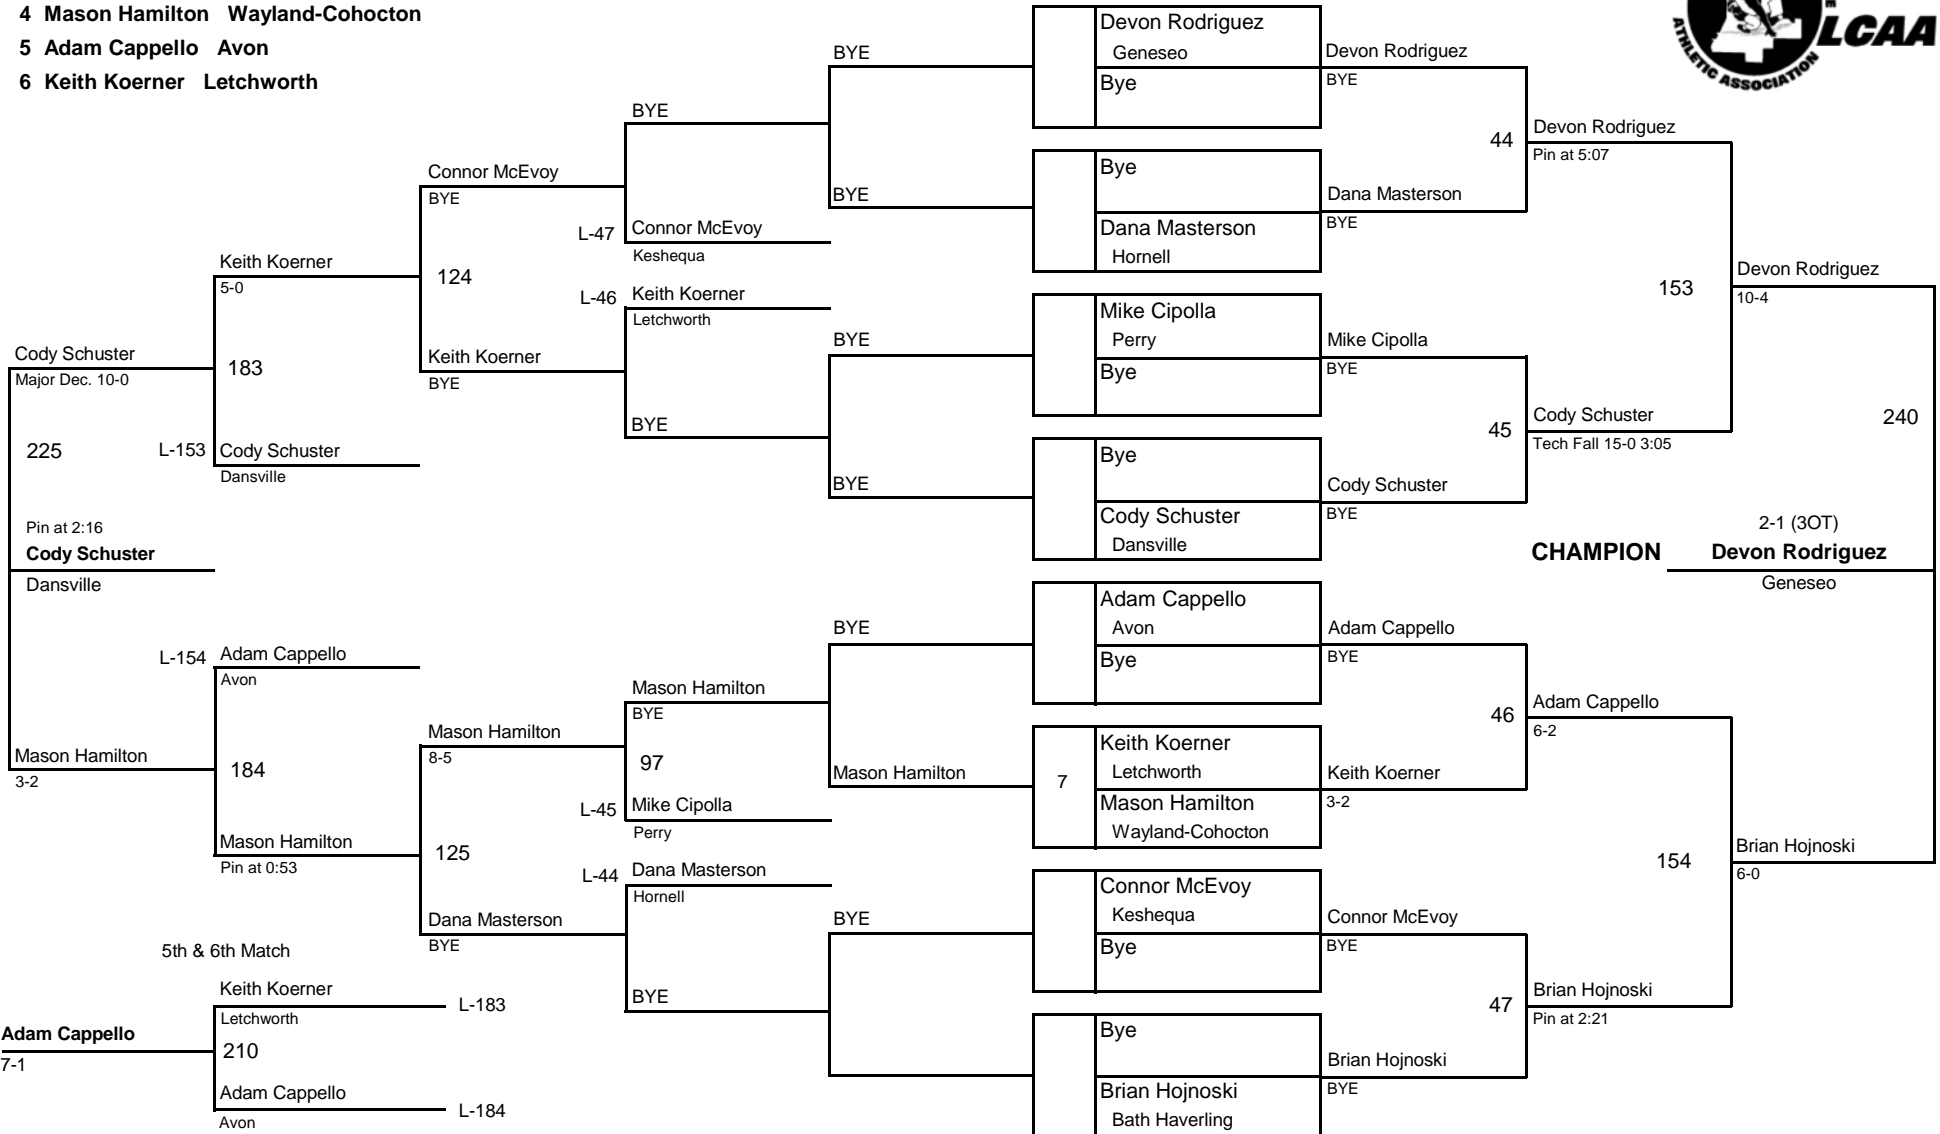 4 Mason Hamilton Wayland-Cohocton
5 Adam Cappello Avon
6 Keith Koerner Letchworth
ATHLETIC ASSOCIATION
LCAA
Cody Schuster
Major Dec. 10-0
225
Pin at 2:16
Cody Schuster
Dansville
Mason Hamilton
3-2
Keith Koerner
5-0
183
L-153 Cody Schuster
Dansville
L-154 Adam Cappello
Avon
184
Mason Hamilton
Pin at 0:53
5th & 6th Match
Keith Koerner
L-183
Letchworth
Adam Cappello
7-1
210
Adam Cappello
L-184
Avon
Connor McEvoy
BYE
124
Keith Koerner
BYE
Mason Hamilton
8-5
125
Dana Masterson
BYE
BYE
L-47 Connor McEvoy
Keshequa
L-46 Keith Koerner
Letchworth
BYE
Mason Hamilton
BYE
97
L-45 Mike Cipolla
Perry
L-44 Dana Masterson
Hornell
BYE
BYE
BYE
BYE
BYE
BYE
Mason Hamilton
BYE
Devon Rodriguez
Geneseo
Bye
Bye
Dana Masterson
Hornell
Mike Cipolla
Perry
Bye
Bye
Cody Schuster
Dansville
Adam Cappello
Avon
Bye
7
Keith Koerner
Letchworth
Mason Hamilton
Wayland-Cohocton
Connor McEvoy
Keshequa
Bye
Bye
Brian Hojnoski
Bath Haverling
Devon Rodriguez
BYE
44
Dana Masterson
BYE
Mike Cipolla
BYE
45
Cody Schuster
BYE
Adam Cappello
BYE
46
Keith Koerner
3-2
Connor McEvoy
BYE
47
Brian Hojnoski
BYE
Devon Rodriguez
Pin at 5:07
153
Cody Schuster
Tech Fall 15-0 3:05
Adam Cappello
6-2
154
Brian Hojnoski
Pin at 2:21
Devon Rodriguez
10-4
240
2-1 (3OT)
CHAMPION Devon Rodriguez
Geneseo
Brian Hojnoski
6-0